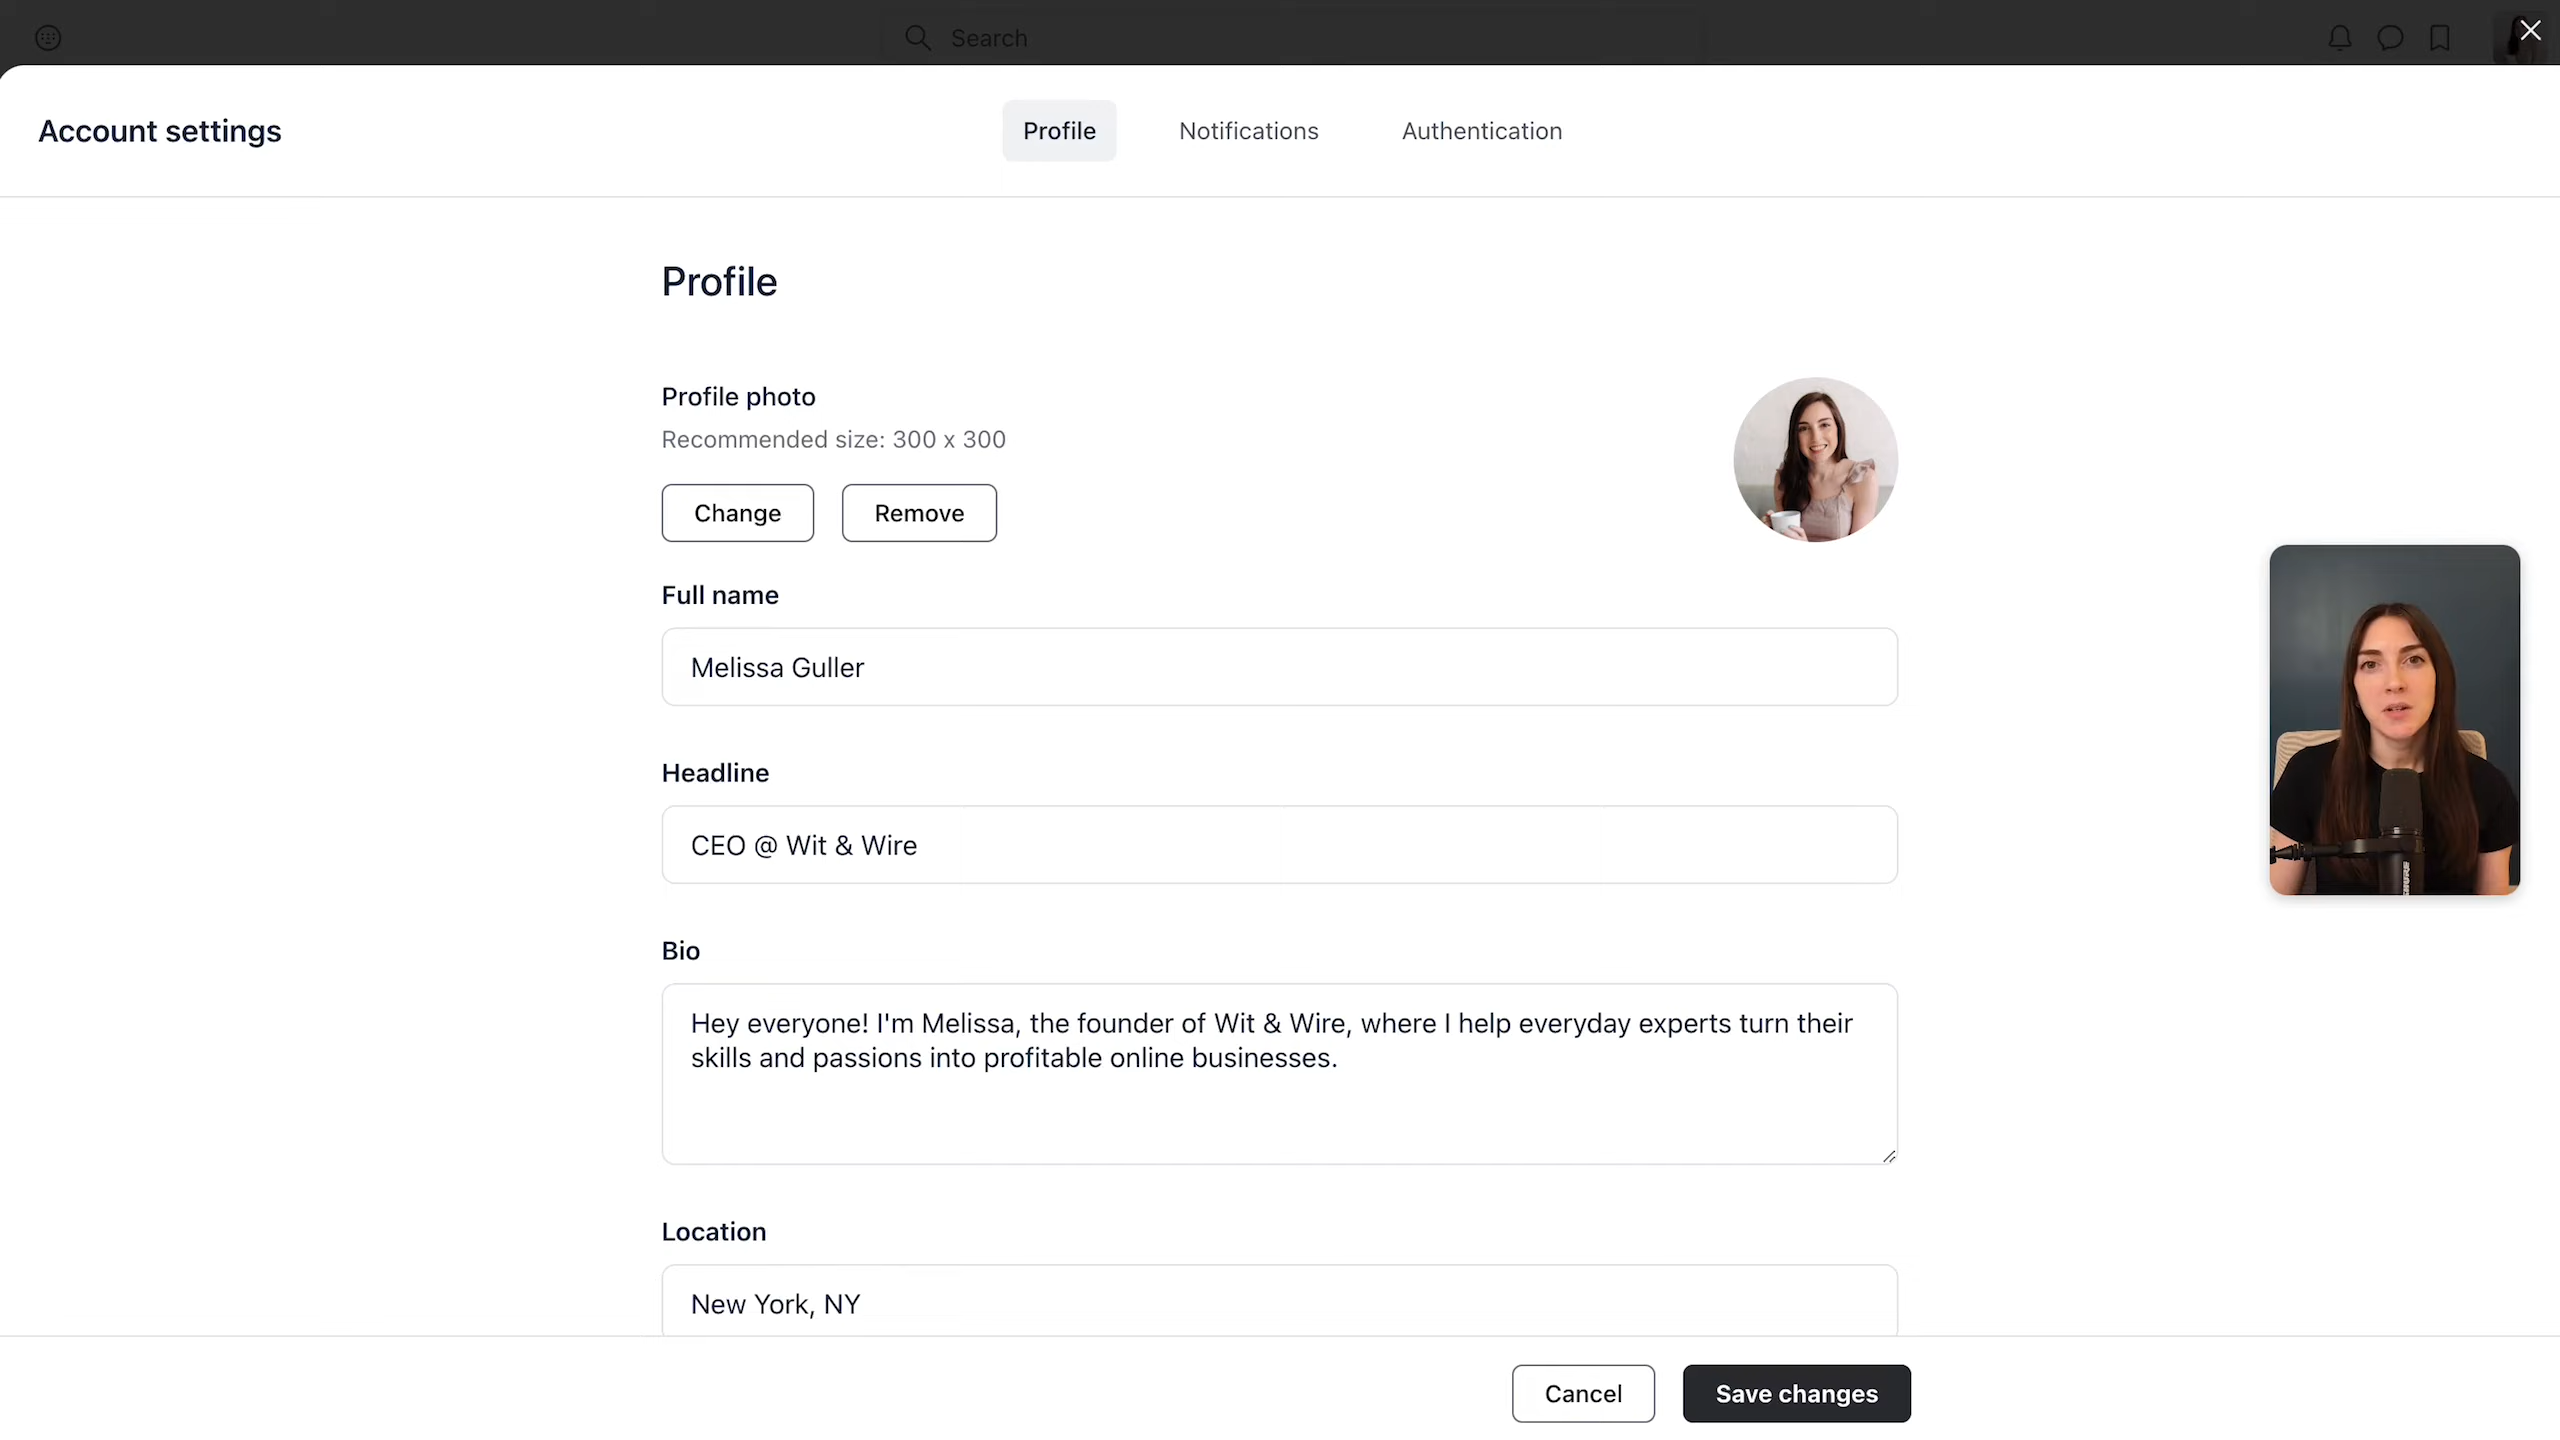 Search
Account settings
Profile
Notifications
Authentication
Profile
Profile photo
Recommended size: 300 x 300
Change
Remove
Full name
Melissa Guller
Headline
CEO @ Wit & Wire
Bio
Hey everyone! I'm Melissa, the founder of Wit & Wire, where I help everyday experts turn their
skills and passions into profitable online businesses.
Location
New York, NY
Cancel
Save changes
SHURE